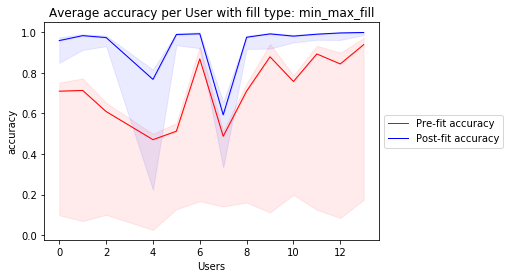 Average accuracy per User with fill type: min_max_fill
1.0
0.8
0.6
0.4
0.2
0.0
accuracy
0 2 4 6 8 10 12
Users
Pre-fit accuracy
Post-fit accuracy